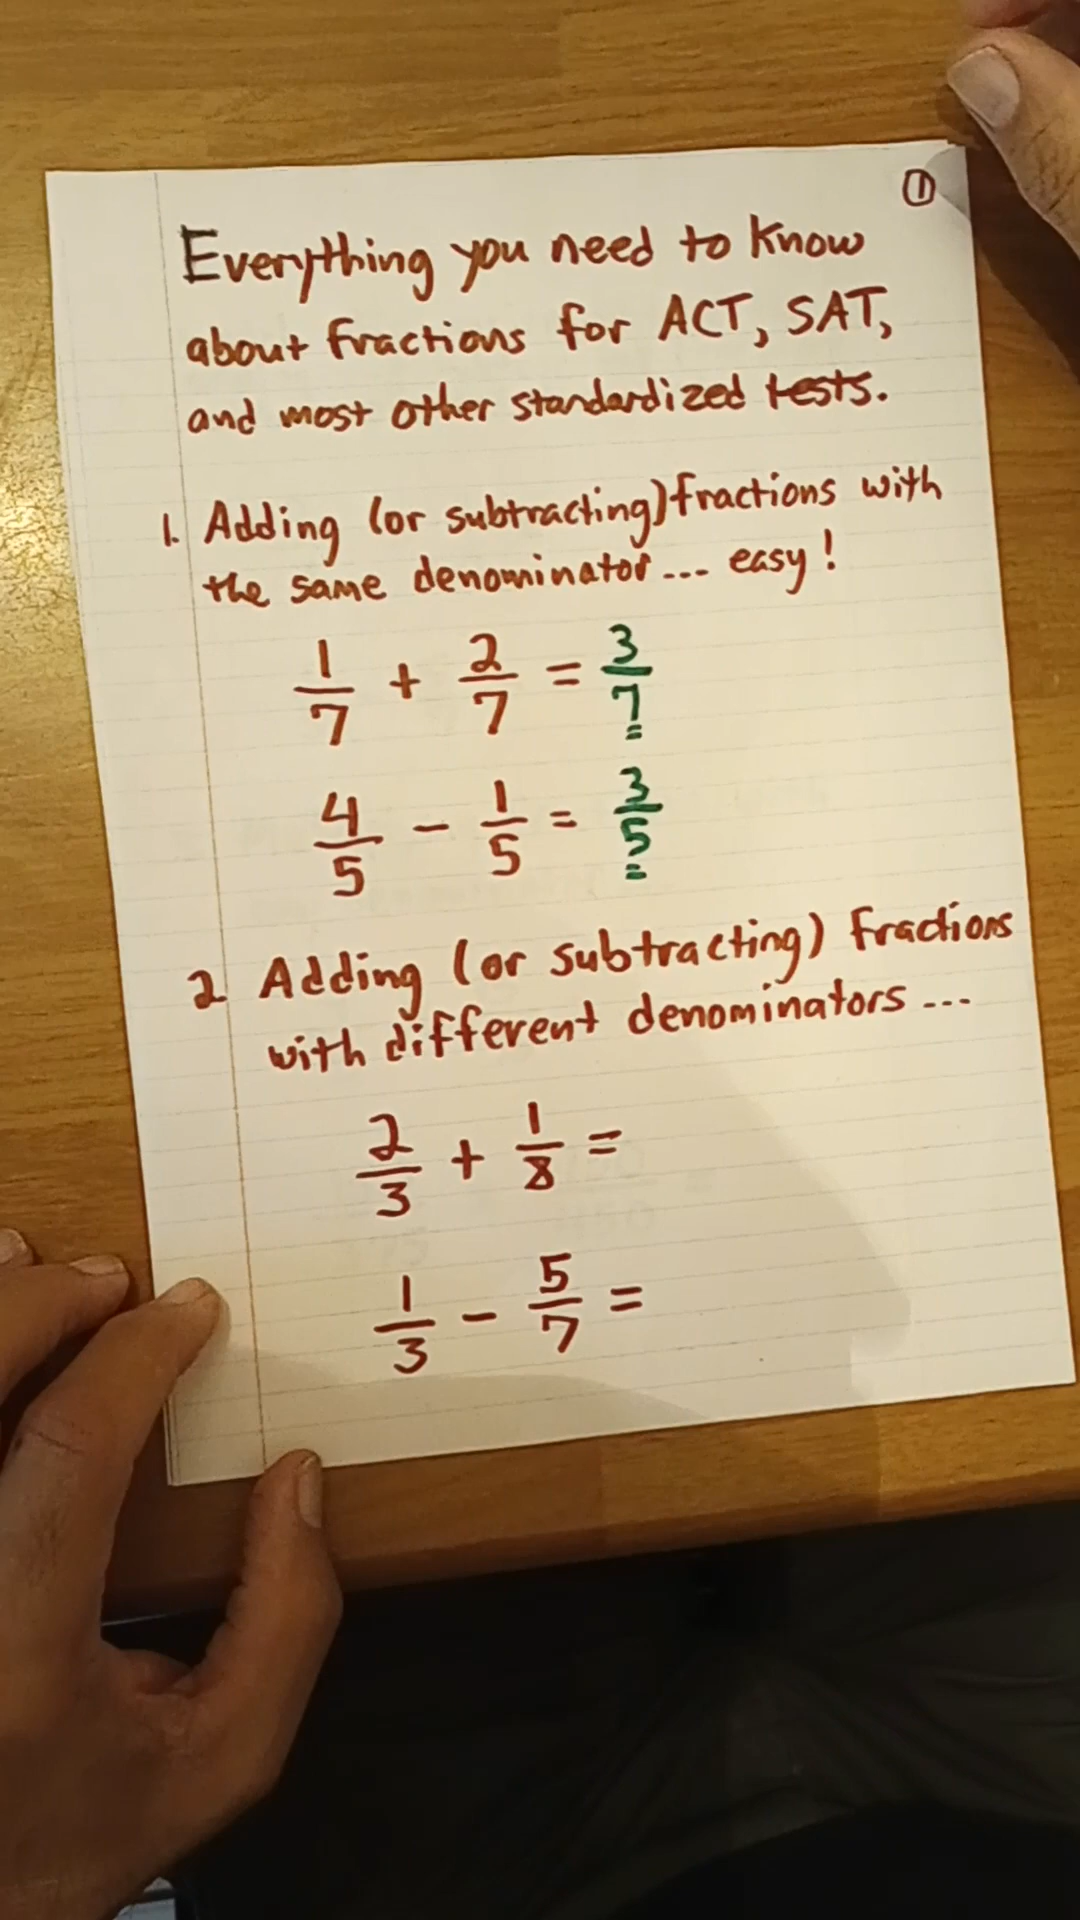 ①
Everything you need to know
about fractions for ACT, SAT,
and most other standardized tests.
1. Adding (or subtracting) fractions with
the same denominator... easy!
1/7 + 2/7 = 3/7
4/5 - 1/5 = 3/5
2 Adding (or subtracting) fractions
with different denominators...
2/3 + 1/8 =
1/3 - 5/7 =